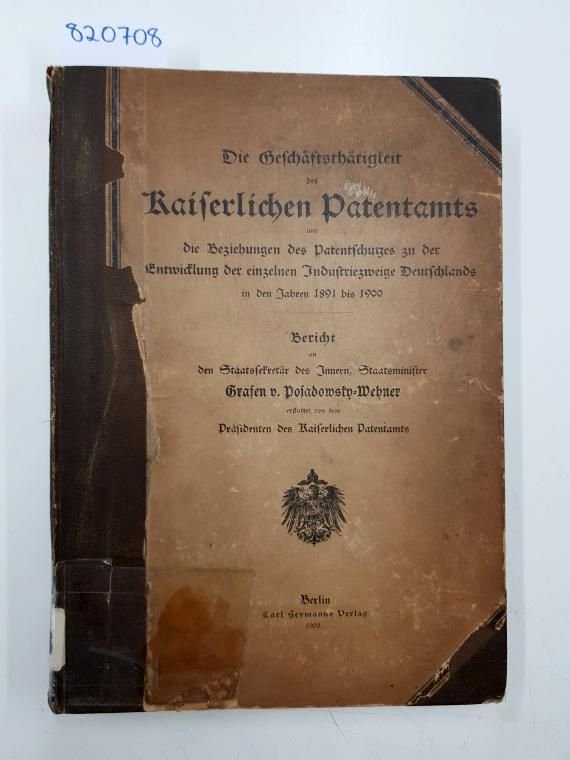 820708
Die Geschäftsthätigkeit
des
Kaiserlichen Patentamts
und
die Beziehungen des Patentschutzes zu der
Entwicklung der einzelnen Industriezweige Deutschlands
in den Jahren 1891 bis 1900
Bericht
an
den Staatssekretär des Innern, Staatsminister
Grafen v. Posadowsky-Wehner
erstattet von dem
Präsidenten des Kaiserlichen Patentamts
Berlin
Carl Heymanns Verlag
1902